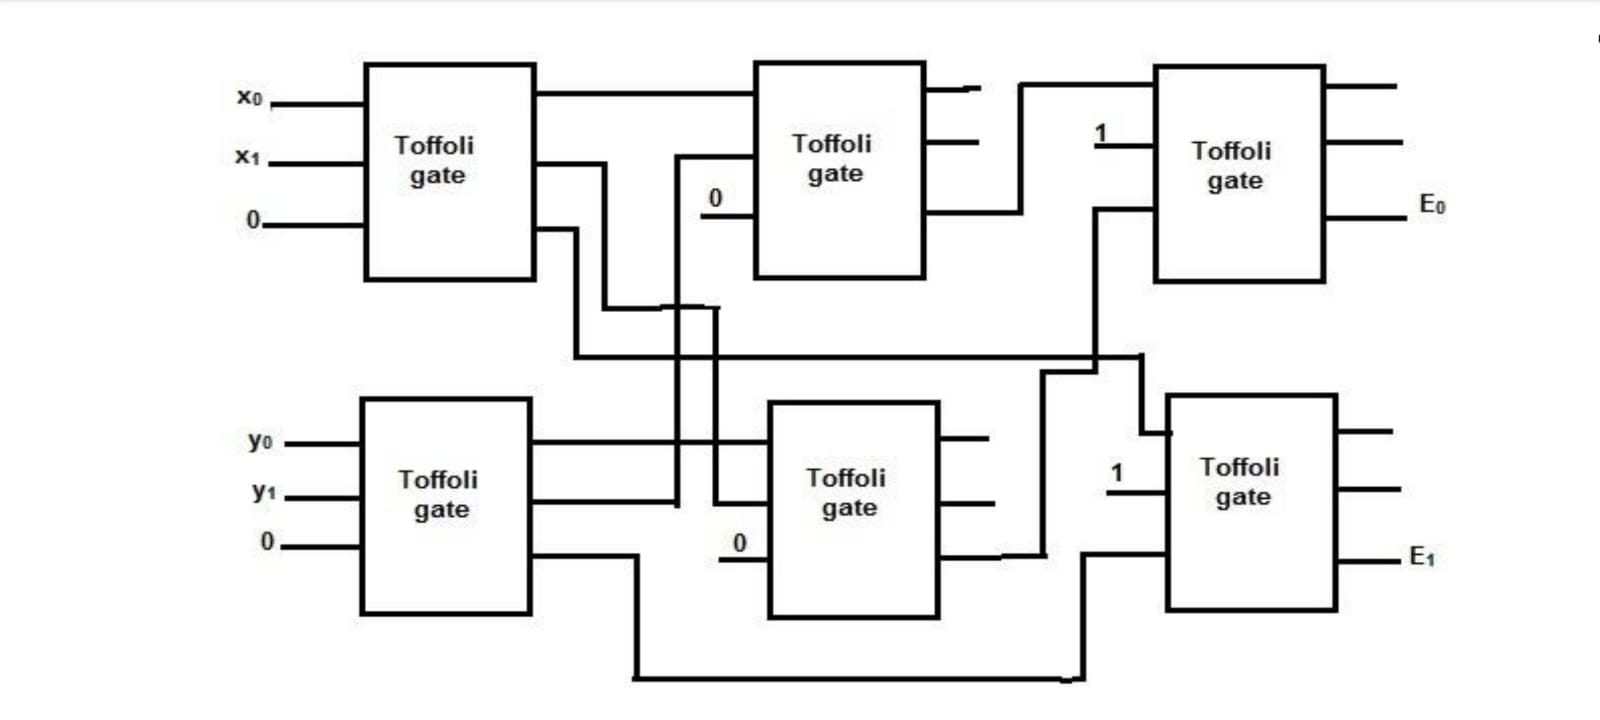 x₀
x₁
0
Toffoli
gate
0
Toffoli
gate
1
Toffoli
gate
E₀
y₀
y₁
0
Toffoli
gate
0
Toffoli
gate
1
Toffoli
gate
E₁